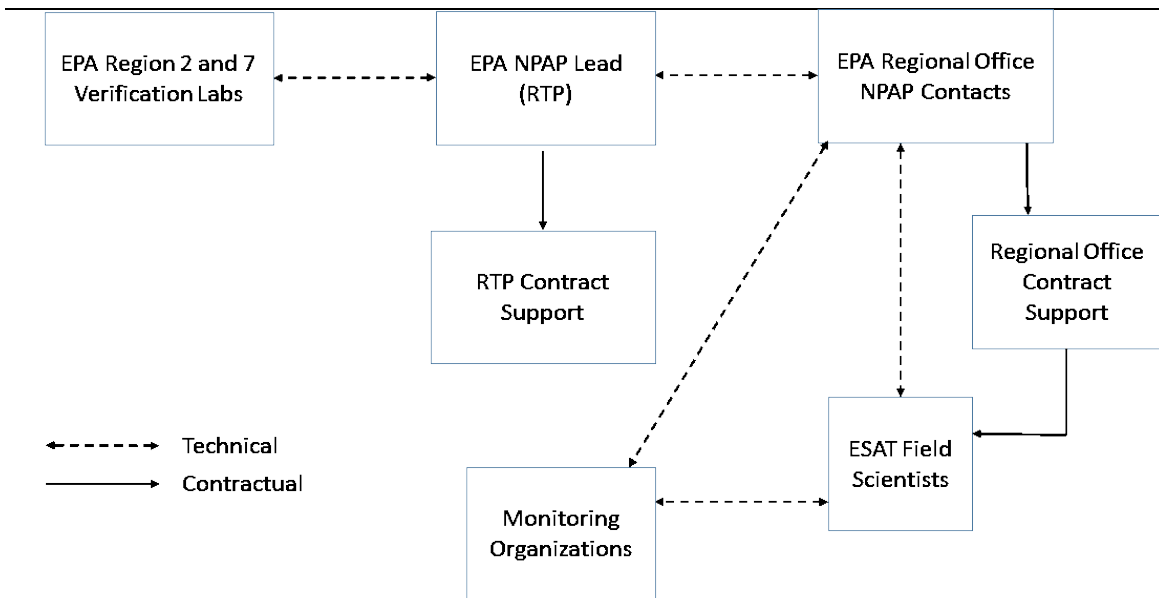 EPA Region 2 and 7
Verification Labs
EPA NPAP Lead
(RTP)
EPA Regional Office
NPAP Contacts
RTP Contract
Support
Regional Office
Contract
Support
Technical
Contractual
ESAT Field
Scientists
Monitoring
Organizations